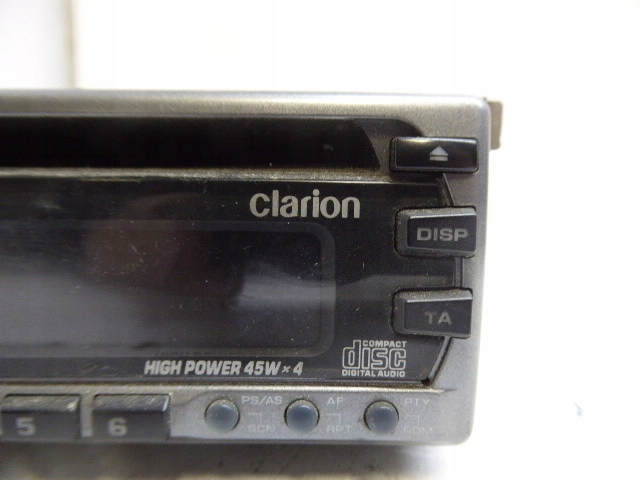 clarion
DISP
TA
HIGH POWER 45W×4
COMPACT
disc
DIGITAL AUDIO
PS/AS AF PTY
5 6
SCN RPT RDM